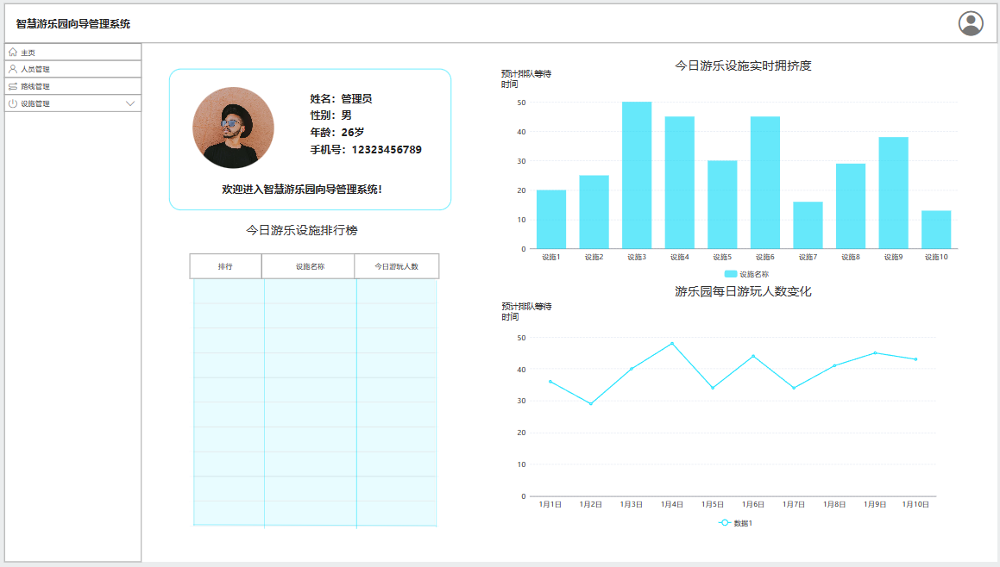 智慧游乐园向导管理系统
主页
人员管理
路线管理
设施管理
姓名：管理员
性别：男
年龄：26岁
手机号：12323456789
欢迎进入智慧游乐园向导管理系统！
今日游乐设施排行榜
排行 设施名称 今日游玩人数
今日游乐设施实时拥挤度
预计排队等待
时间
50
40
30
20
10
0
设施1 设施2 设施3 设施4 设施5 设施6 设施7 设施8 设施9 设施10
设施名称
游乐园每日游玩人数变化
预计排队等待
时间
50
40
30
20
10
0
1月1日 1月2日 1月3日 1月4日 1月5日 1月6日 1月7日 1月8日 1月9日 1月10日
数据1